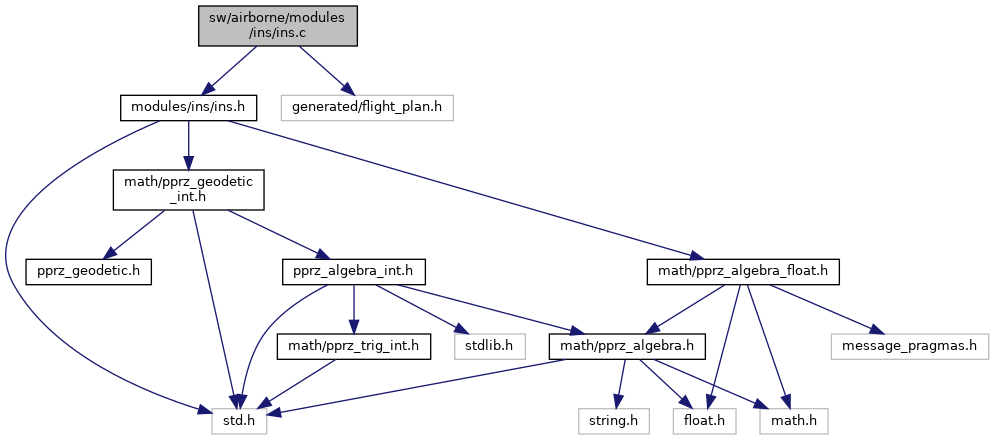 sw/airborne/modules
/ins/ins.c
modules/ins/ins.h
generated/flight_plan.h
math/pprz_geodetic
_int.h
pprz_geodetic.h
pprz_algebra_int.h
math/pprz_algebra_float.h
math/pprz_trig_int.h
stdlib.h
math/pprz_algebra.h
message_pragmas.h
std.h
string.h
float.h
math.h